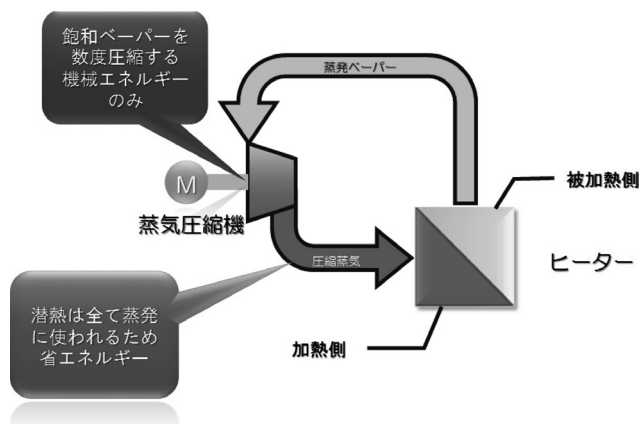 飽和ベーパーを
数度圧縮する
機械エネルギー
のみ
蒸発ベーパー
M
蒸気圧縮機
被加熱側
ヒーター
圧縮蒸気
潜熱は全て蒸発
に使われるため
省エネルギー
加熱側